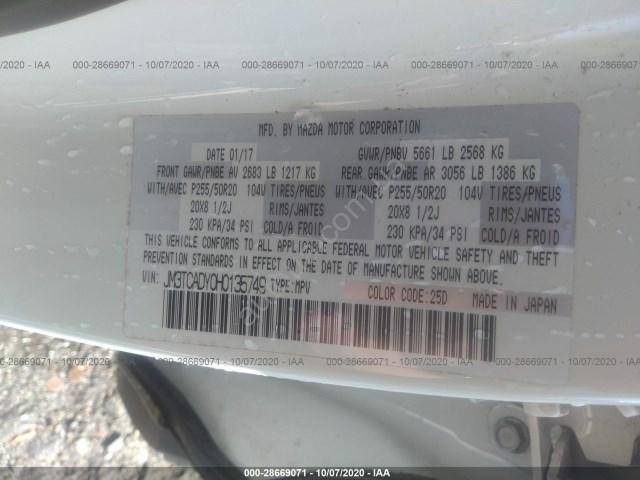 000-28669071 - 10/07/2020 - IAA
MFD. BY MAZDA MOTOR CORPORATION
DATE 01/17 GVWR/PNBV 5661 LB 2568 KG
FRONT GAWR/PNBE AV 2683 LB 1217 KG REAR GAWR/PNBE AR 3056 LB 1386 KG
WITH/AVEC P255/50R20 104V TIRES/PNEUS WITH/AVEC P255/50R20 104V TIRES/PNEUS
20X8 1/2J RIMS/JANTES 20X8 1/2J RIMS/JANTES
230 KPA/34 PSI COLD/A FROID 230 KPA/34 PSI COLD/A FROID
THIS VEHICLE CONFORMS TO ALL APPLICABLE FEDERAL MOTOR VEHICLE SAFETY AND THEFT
PREVENTION STANDARDS IN EFFECT ON THE DATE OF MANUFACTURE SHOWN ABOVE.
VIN: JM3TCADY0H0135749 TYPE:MPV COLOR CODE:25D MADE IN JAPAN
000-28669071 - 10/07/2020 - IAA